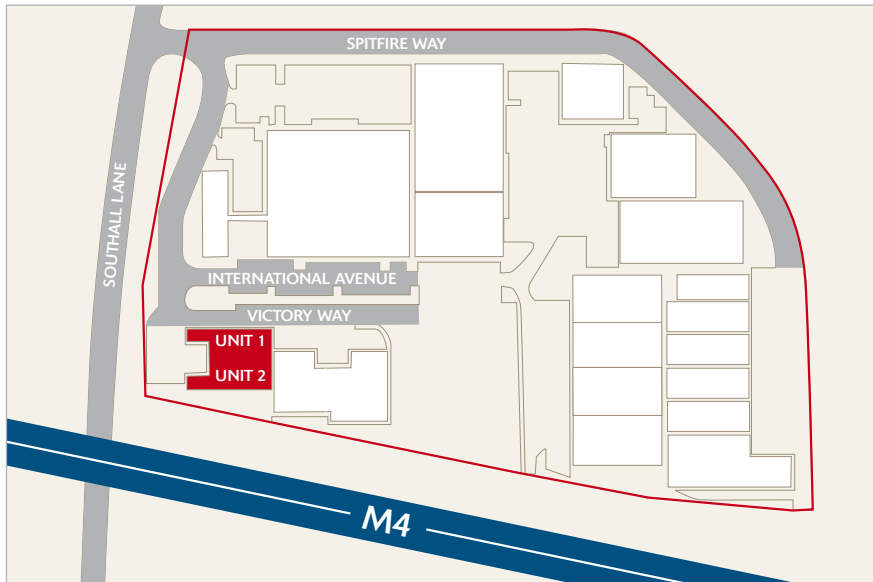 SPITFIRE WAY
SOUTHALL LANE
INTERNATIONAL AVENUE
VICTORY WAY
UNIT 1
UNIT 2
M4